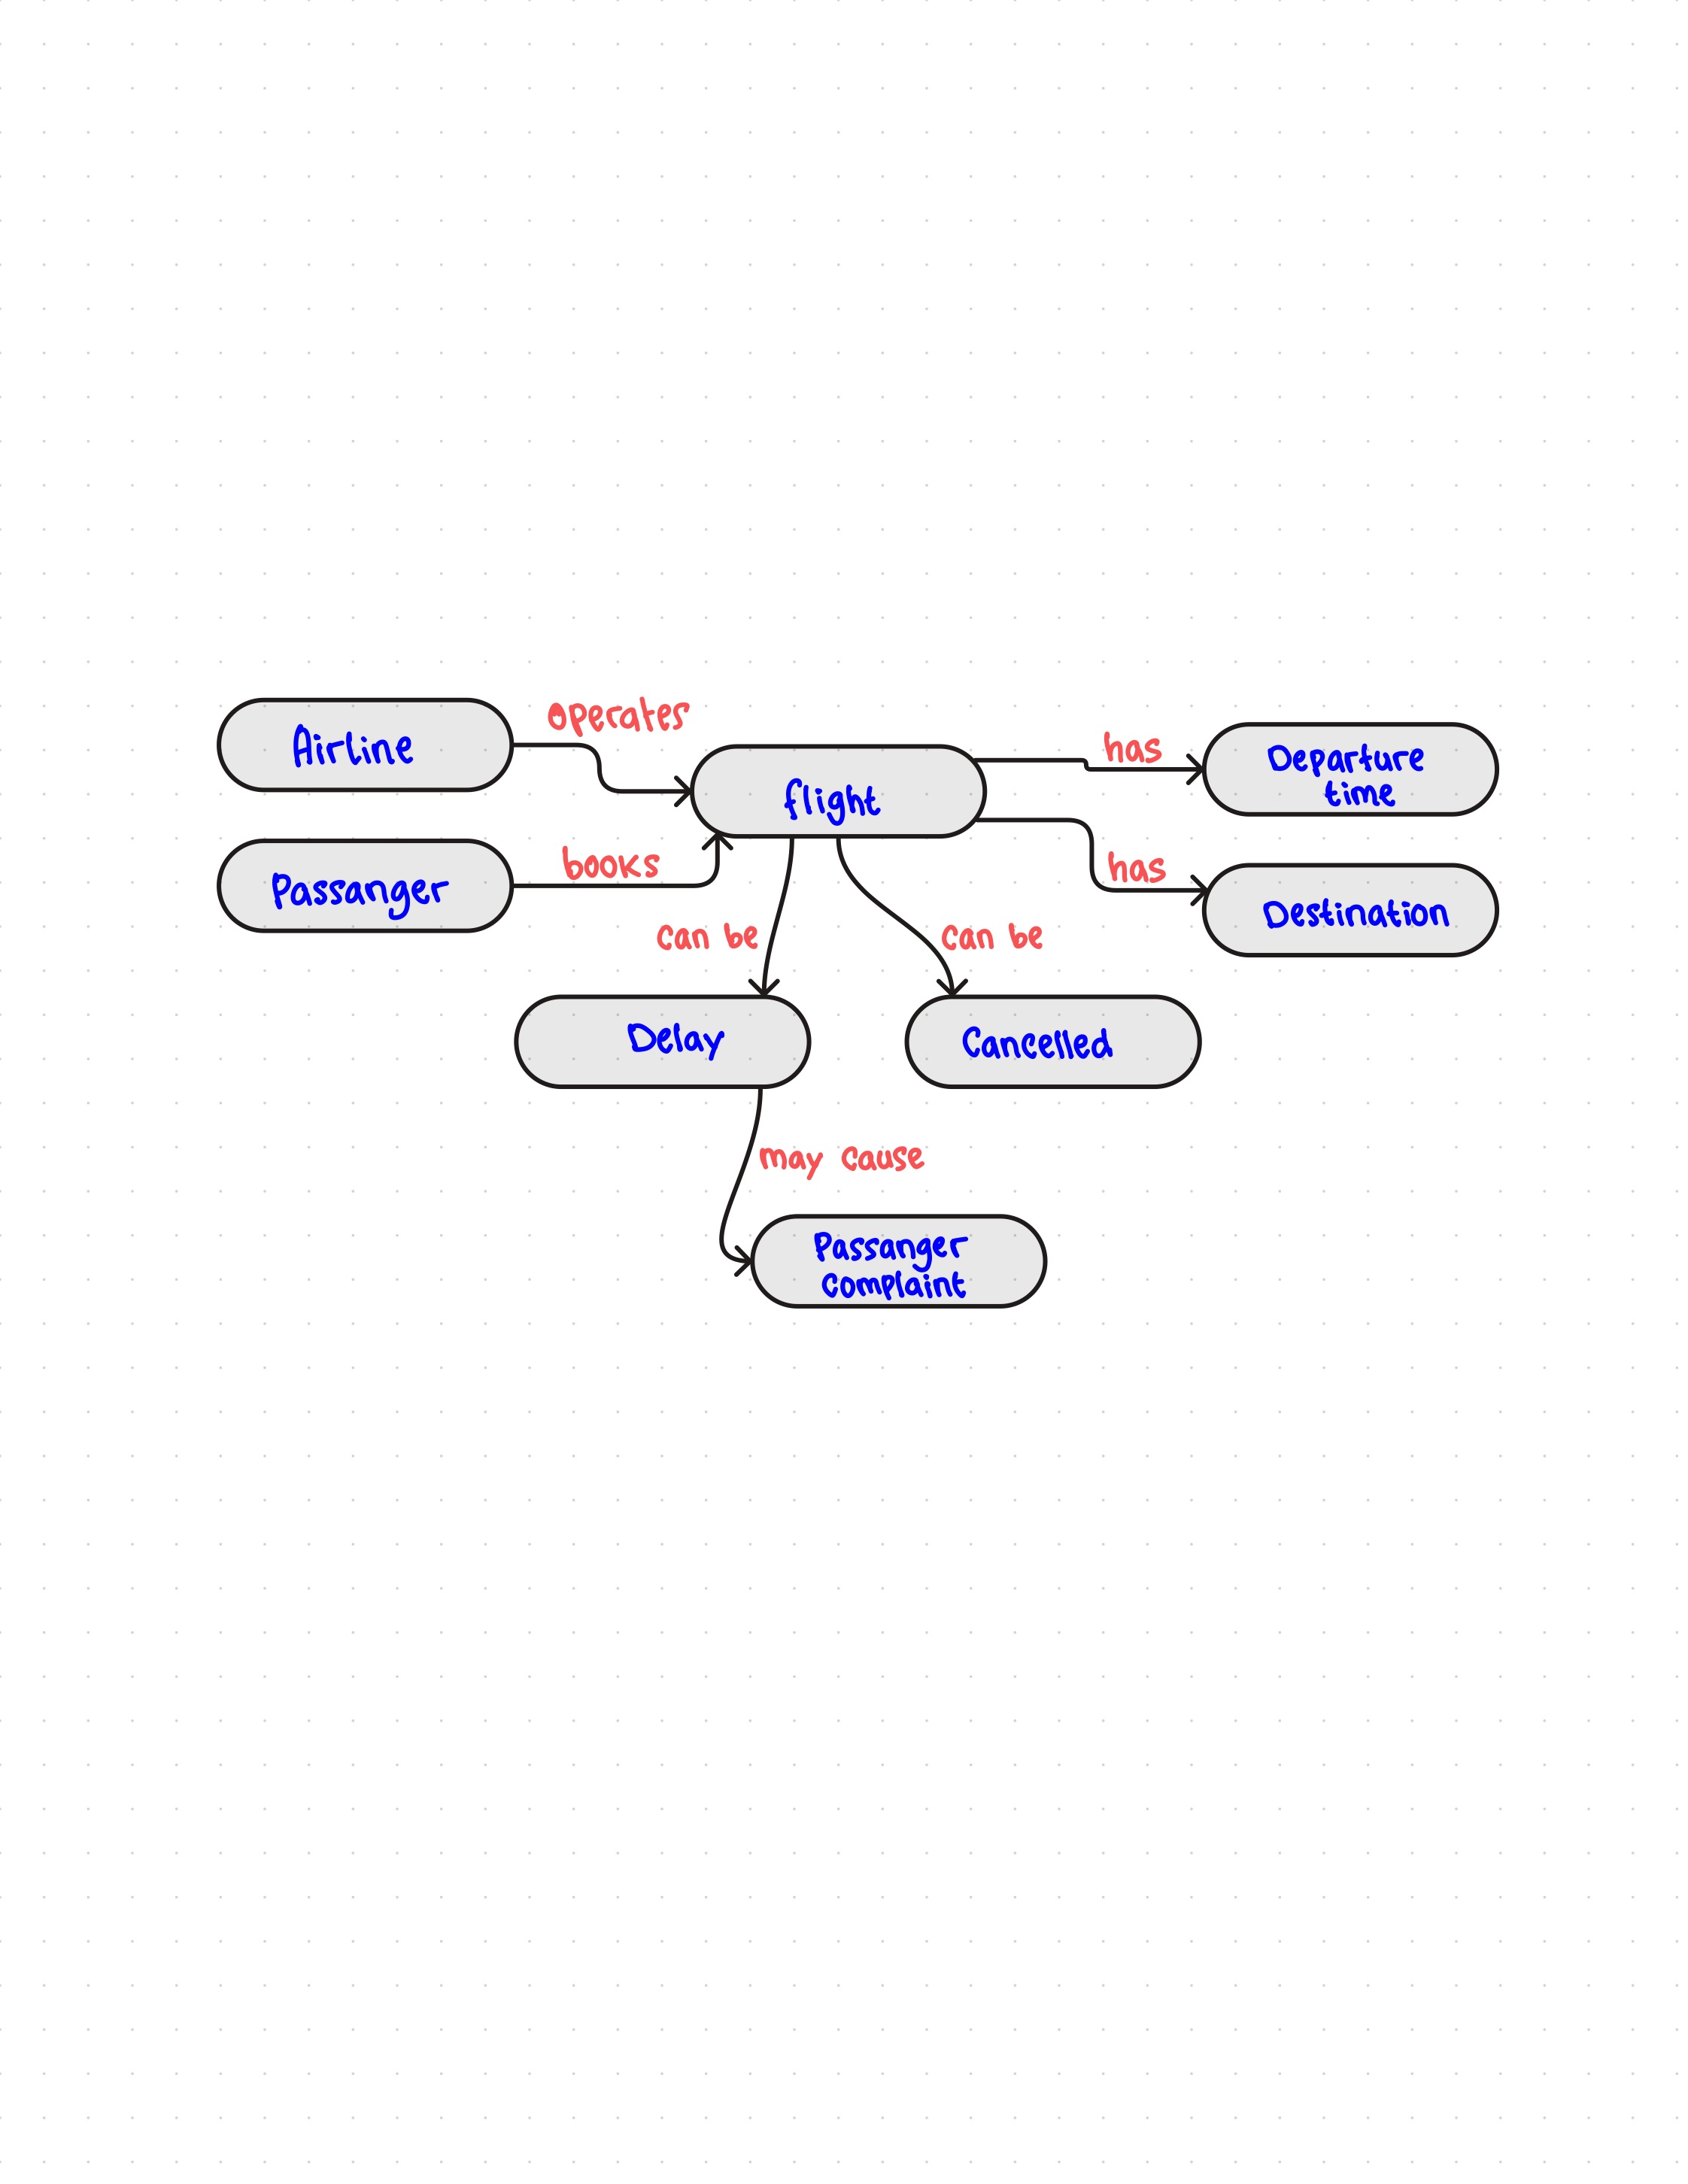 Operates
Airline
has
Departure
time
flight
books
has
Passanger
Destination
can be
can be
Delay
Cancelled
may cause
Passanger
Complaint